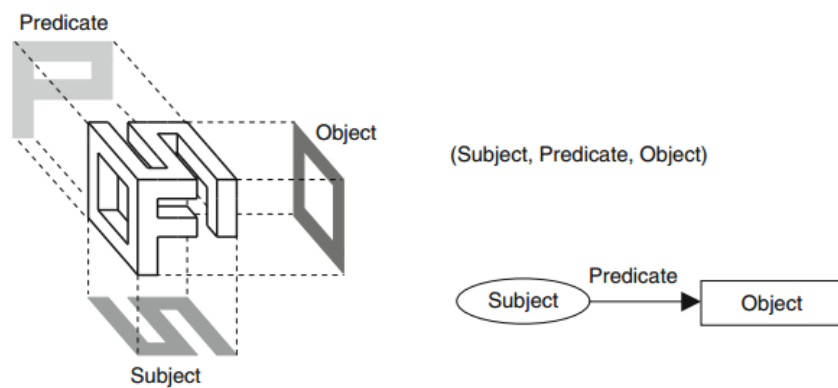 Predicate
Object
Subject
(Subject, Predicate, Object)
Predicate
Subject
Object